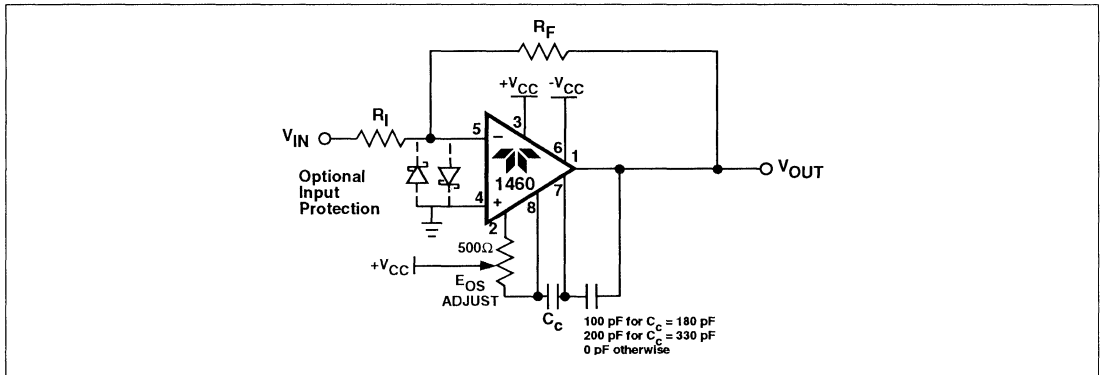 RF
+VCC
-VCC
RI
VIN
5
3
6
1
−
VOUT
Optional
Input
Protection
1460
4
+
7
8
2
500Ω
+VCC
EOS
ADJUST
Cc
100 pF for Cc = 180 pF
200 pF for Cc = 330 pF
0 pF otherwise